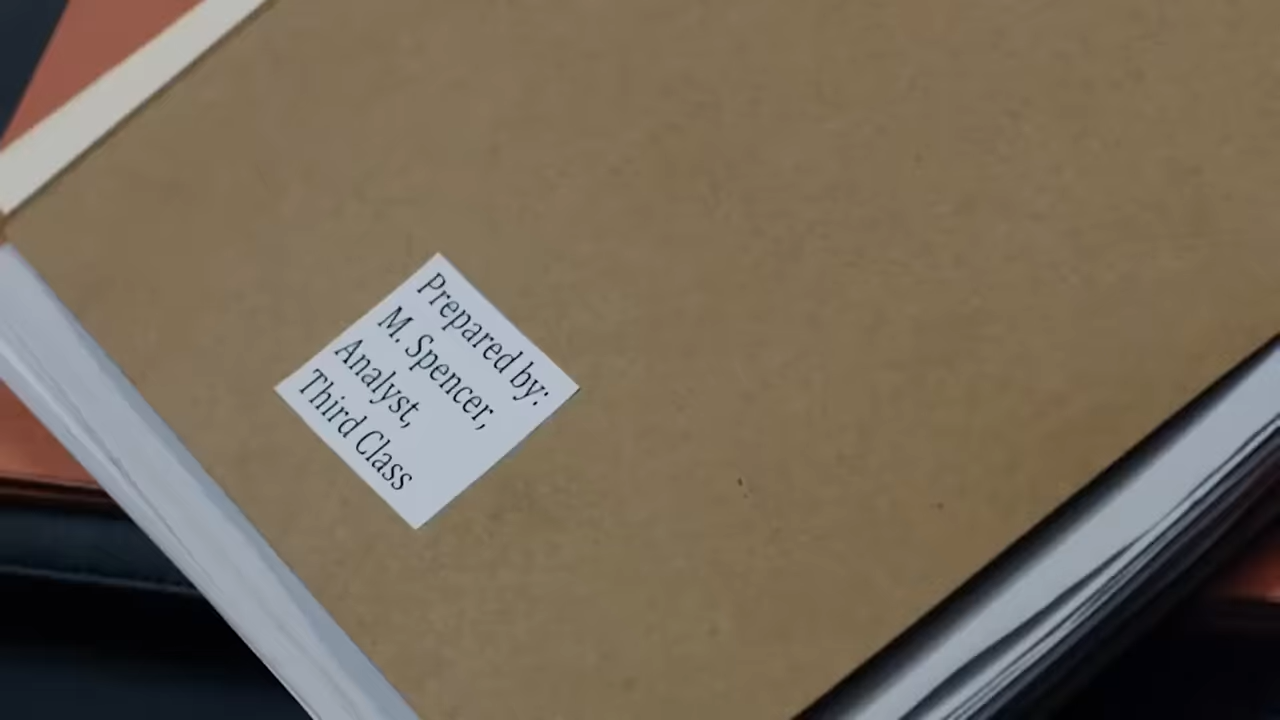 Prepared by:
M. Spencer,
Analyst,
Third Class